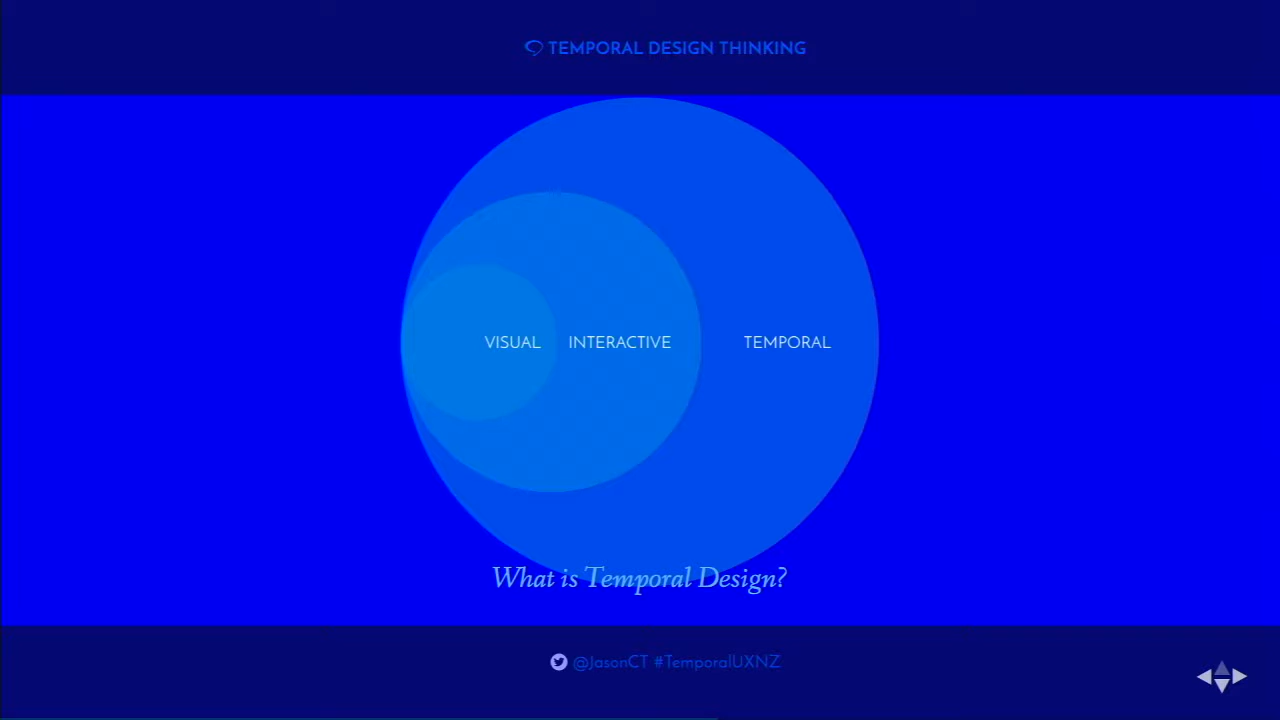 TEMPORAL DESIGN THINKING
VISUAL INTERACTIVE TEMPORAL
What is Temporal Design?
@JasonCT #TemporalUXNZ